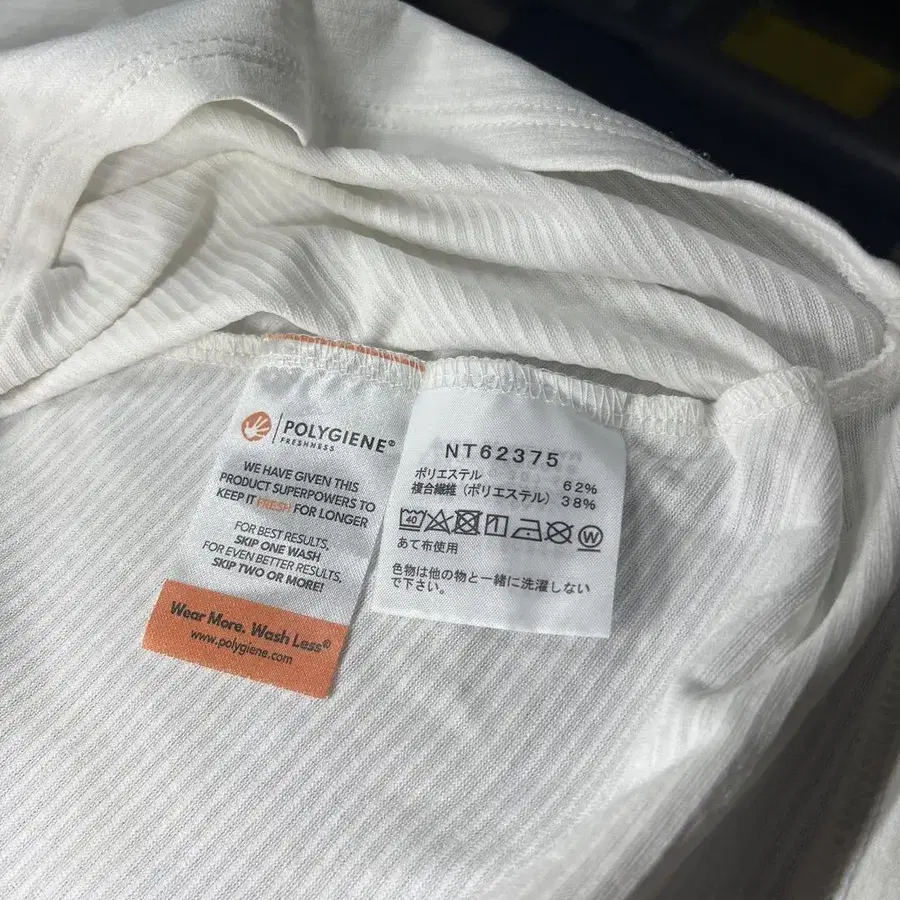 POLYGIENE®
FRESHNESS
WE HAVE GIVEN THIS
PRODUCT SUPERPOWERS TO
KEEP IT FRESH FOR LONGER
FOR BEST RESULTS,
SKIP ONE WASH
FOR EVEN BETTER RESULTS,
SKIP TWO OR MORE!
Wear More. Wash Less®
www.polygiene.com
NT62375
ポリエステル 62%
複合繊維(ポリエステル) 38%
40 W
あて布使用
色物は他の物と一緒に洗濯しない
で下さい。